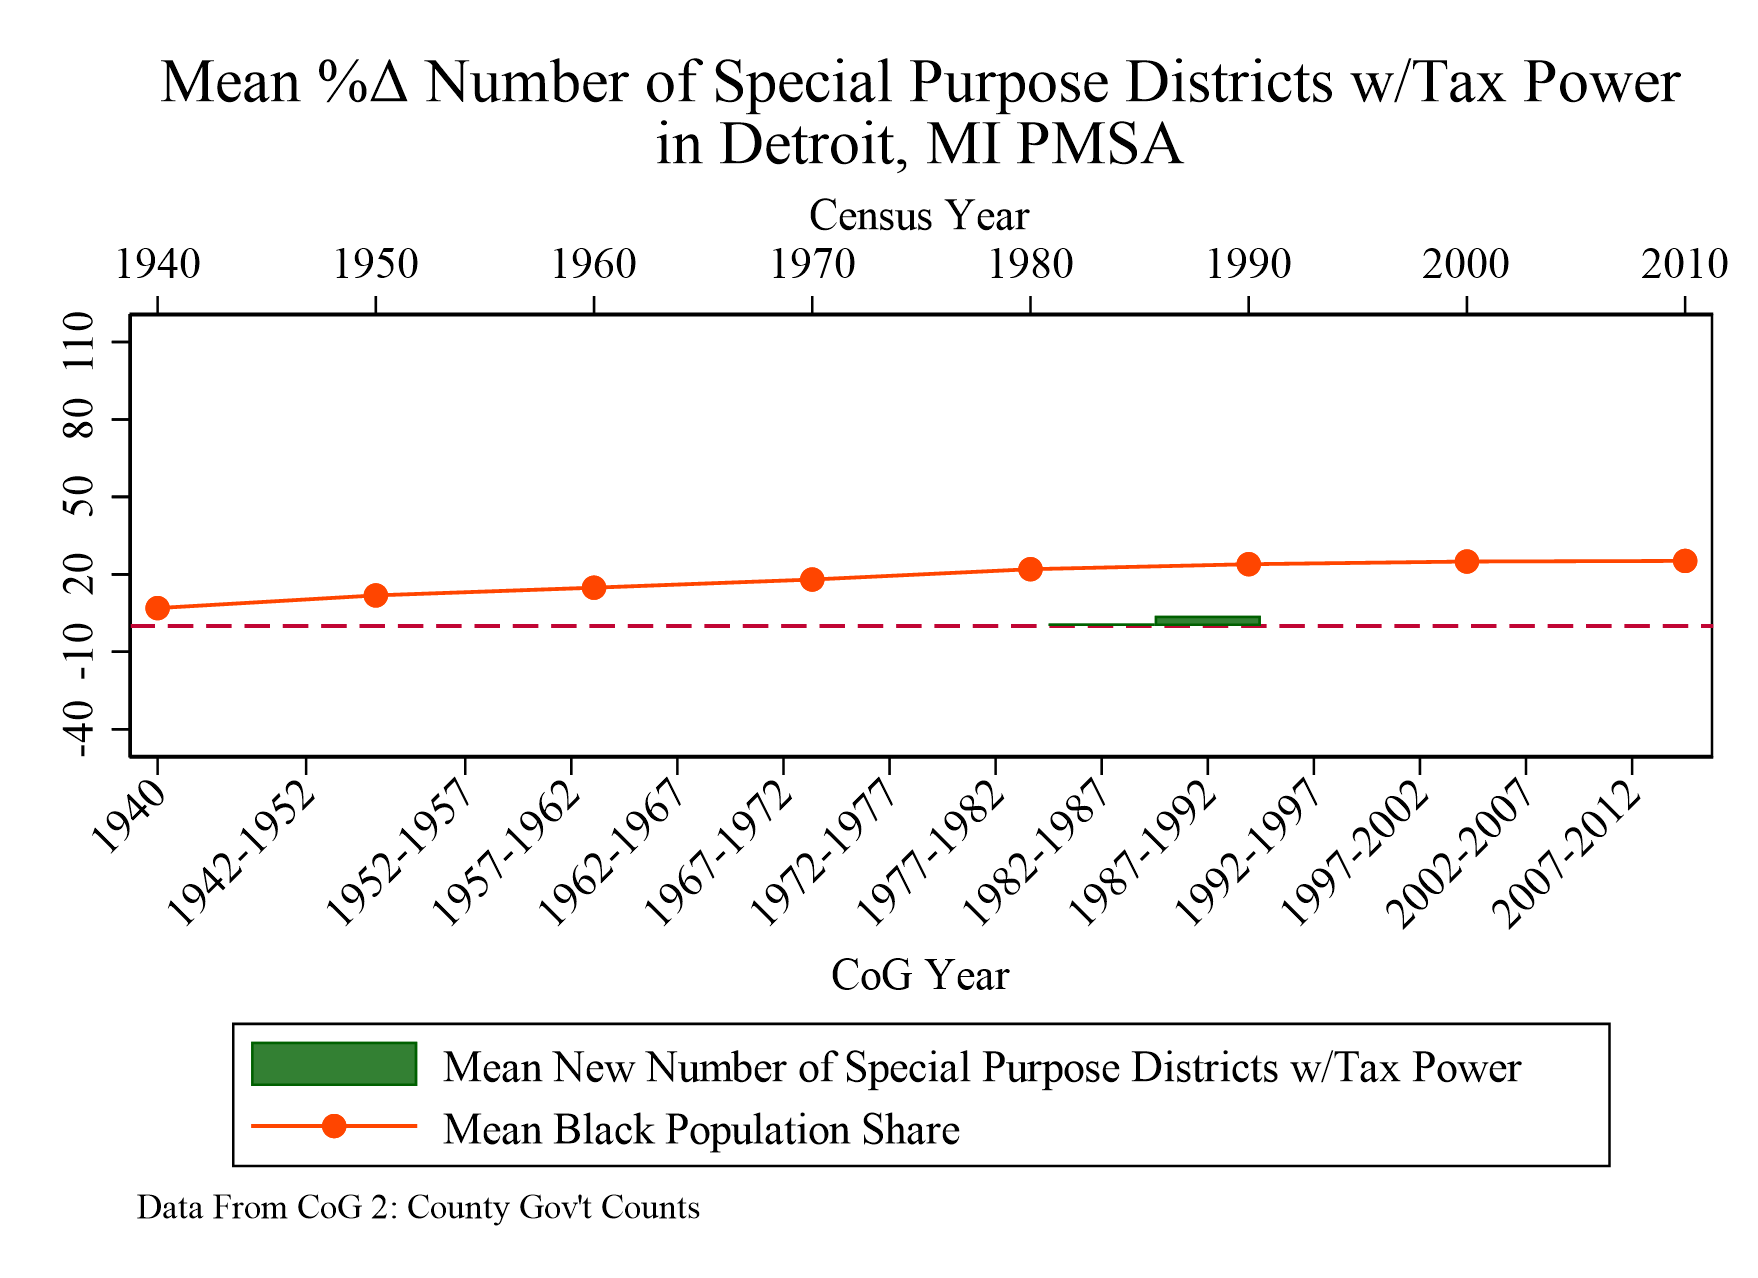 Mean %Δ Number of Special Purpose Districts w/Tax Power
in Detroit, MI PMSA
Census Year
1940 1950 1960 1970 1980 1990 2000 2010
110
80
50
20
-10
-40
1940 1942-1952 1952-1957 1957-1962 1962-1967 1967-1972 1972-1977 1977-1982 1982-1987 1987-1992 1992-1997 1997-2002 2002-2007 2007-2012
CoG Year
Mean New Number of Special Purpose Districts w/Tax Power
Mean Black Population Share
Data From CoG 2: County Gov't Counts